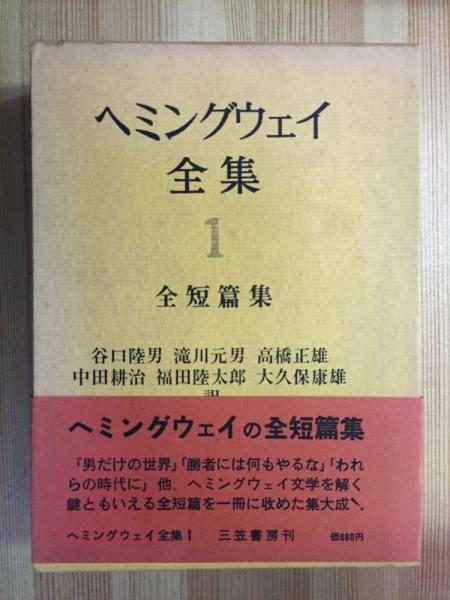 ヘミングウェイ
全集
1
全短篇集
谷口陸男 滝川元男 高橋正雄
中田耕治 福田陸太郎 大久保康雄
訳
ヘミングウェイの全短篇集
『男だけの世界』『勝者には何もやるな』『われ
らの時代に』他、ヘミングウェイ文学を解く
鍵ともいえる全短篇を一冊に収めた集大成
ヘミングウェイ全集1 三笠書房刊 価680円